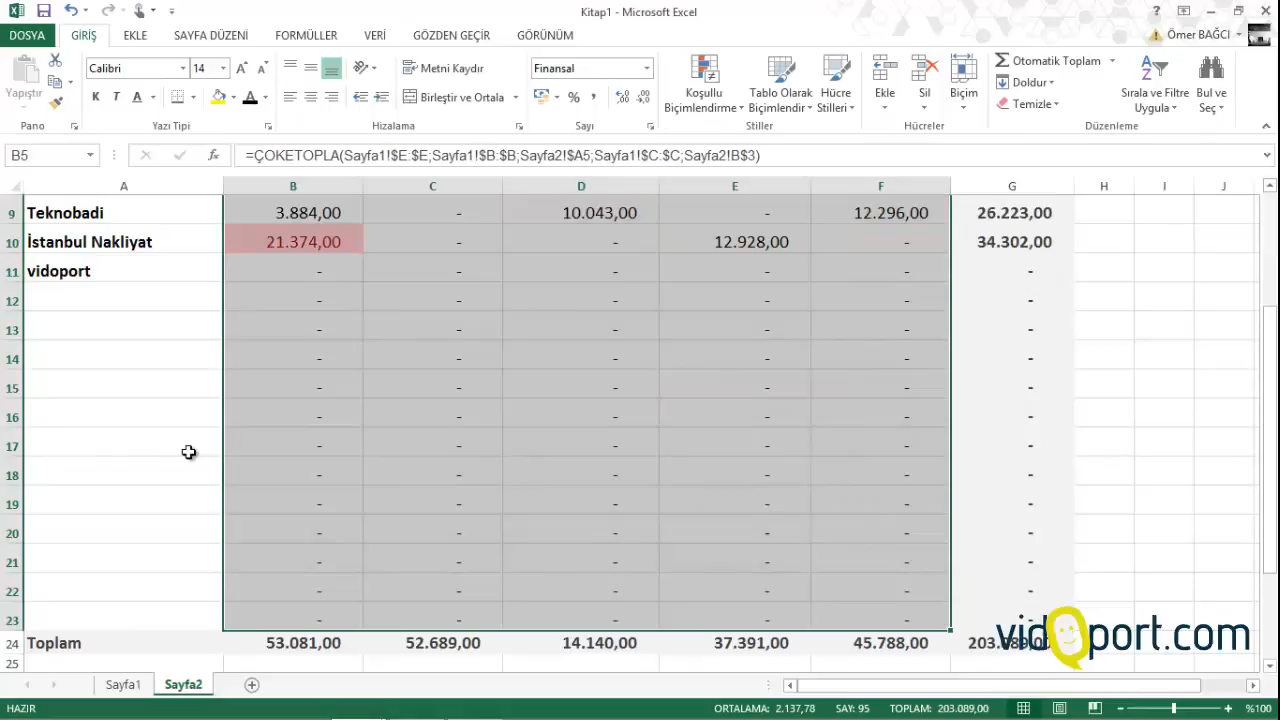 Kitap1 - Microsoft Excel
?
DOSYA GİRİŞ EKLE SAYFA DÜZENİ FORMÜLLER VERİ GÖZDEN GEÇİR GÖRÜNÜM Ömer BAĞCI
Yapıştır
Calibri 14
K T A A
Metni Kaydır
Birleştir ve Ortala
Finansal
%
Koşullu Biçimlendirme
Tablo Olarak Biçimlendir
Hücre Stilleri
Ekle
Sil
Biçim
Otomatik Toplam
Doldur
Temizle
Sırala ve Filtre Uygula
Bul ve Seç
Pano Yazı Tipi Hizalama Sayı Stiller Hücreler Düzenleme
B5 fx =ÇOKETOPLA(Sayfa1!$E:$E;Sayfa1!$B:$B;Sayfa2!$A5;Sayfa1!$C:$C;Sayfa2!B$3)
A B C D E F G H I J
9 Teknobadi 3.884,00 - 10.043,00 - 12.296,00 26.223,00
10 İstanbul Nakliyat 21.374,00 - - 12.928,00 - 34.302,00
11 vidoport - - - - - -
12 - - - - - -
13 - - - - - -
14 - - - - - -
15 - - - - - -
16 - - - - - -
17 - - - - - -
18 - - - - - -
19 - - - - - -
20 - - - - - -
21 - - - - - -
22 - - - - - -
23 - - - - - -
24 Toplam 53.081,00 52.689,00 14.140,00 37.391,00 45.788,00
25
vidoport.com
Sayfa1 Sayfa2
HAZIR ORTALAMA: 2.137,78 SAY: 95 TOPLAM: 203.089,00 %100